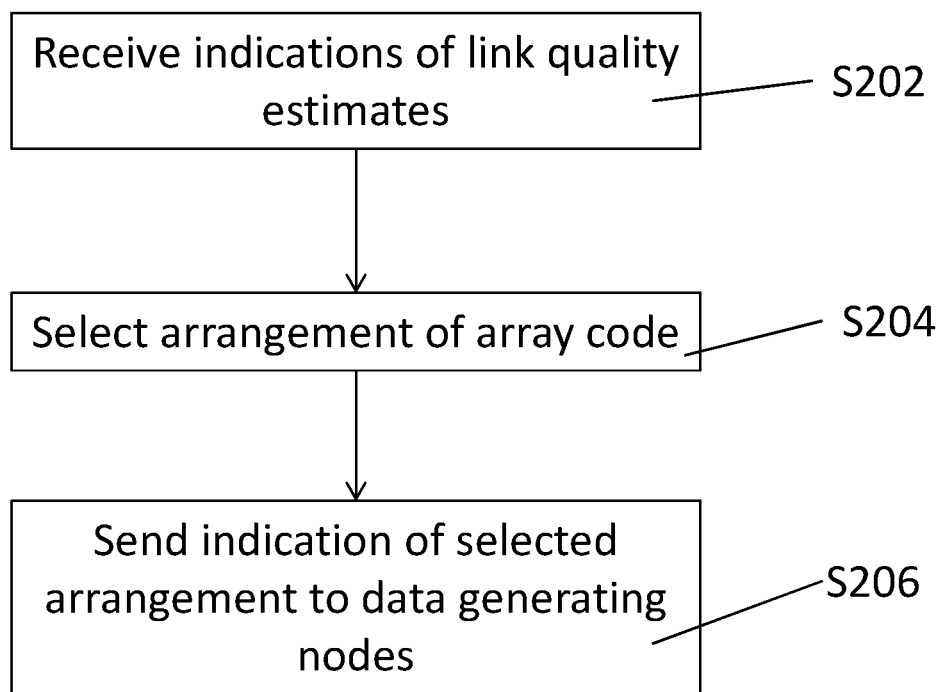 Receive indications of link quality
estimates
S202
Select arrangement of array code
S204
Send indication of selected
arrangement to data generating
nodes
S206